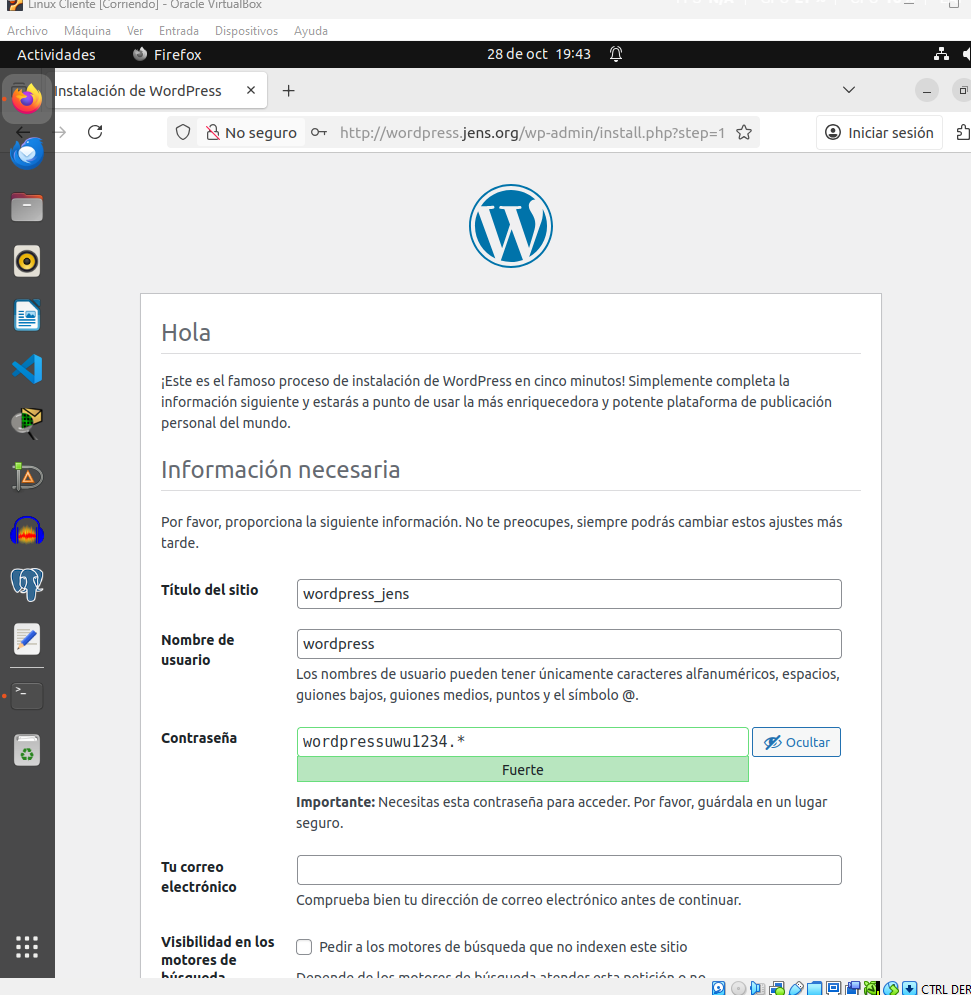 Linux Cliente [Corriendo] - Oracle VirtualBox
Archivo Máquina Ver Entrada Dispositivos Ayuda
Actividades Firefox 28 de oct 19:43
Instalación de WordPress
No seguro http://wordpress.jens.org/wp-admin/install.php?step=1 Iniciar sesión
Hola
¡Este es el famoso proceso de instalación de WordPress en cinco minutos! Simplemente completa la
información siguiente y estarás a punto de usar la más enriquecedora y potente plataforma de publicación
personal del mundo.
Información necesaria
Por favor, proporciona la siguiente información. No te preocupes, siempre podrás cambiar estos ajustes más
tarde.
Título del sitio
wordpress_jens
Nombre de
usuario
wordpress
Los nombres de usuario pueden tener únicamente caracteres alfanuméricos, espacios,
guiones bajos, guiones medios, puntos y el símbolo @.
Contraseña
wordpressuwu1234.*
Ocultar
Fuerte
Importante: Necesitas esta contraseña para acceder. Por favor, guárdala en un lugar
seguro.
Tu correo
electrónico
Comprueba bien tu dirección de correo electrónico antes de continuar.
Visibilidad en los
motores de
búsqueda
Pedir a los motores de búsqueda que no indexen este sitio
Depende de los motores de búsqueda atender esta petición o no.
CTRL DER